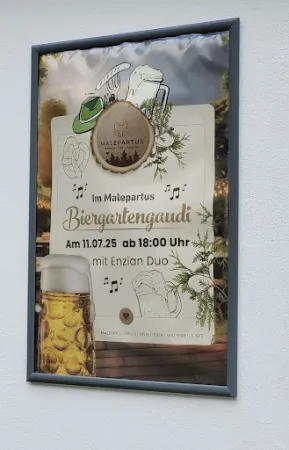 MALEPARTUS
Im Malepartus
Biergartengaudi
Am 11.07.25 ab 18:00 Uhr
mit Enzian Duo